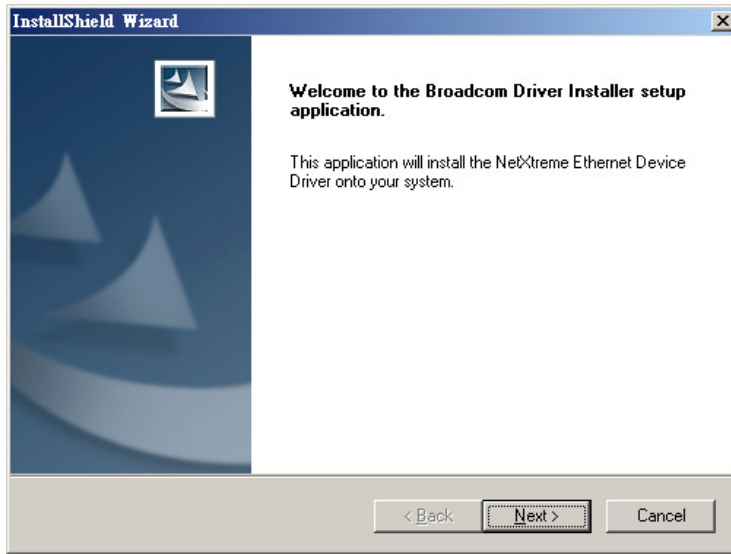 InstallShield Wizard
Welcome to the Broadcom Driver Installer setup
application.
This application will install the NetXtreme Ethernet Device
Driver onto your system.
< Back
Next >
Cancel